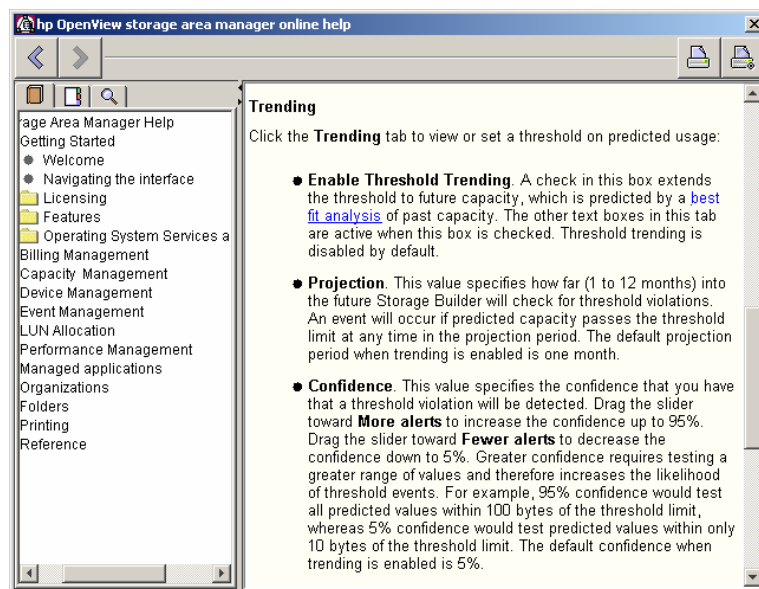 hp OpenView storage area manager online help
rage Area Manager Help
Getting Started
Welcome
Navigating the interface
Licensing
Features
Operating System Services a
Billing Management
Capacity Management
Device Management
Event Management
LUN Allocation
Performance Management
Managed applications
Organizations
Folders
Printing
Reference
Trending
Click the Trending tab to view or set a threshold on predicted usage:
Enable Threshold Trending. A check in this box extends
the threshold to future capacity, which is predicted by a best
fit analysis of past capacity. The other text boxes in this tab
are active when this box is checked. Threshold trending is
disabled by default.
Projection. This value specifies how far (1 to 12 months) into
the future Storage Builder will check for threshold violations.
An event will occur if predicted capacity passes the threshold
limit at any time in the projection period. The default projection
period when trending is enabled is one month.
Confidence. This value specifies the confidence that you have
that a threshold violation will be detected. Drag the slider
toward More alerts to increase the confidence up to 95%.
Drag the slider toward Fewer alerts to decrease the
confidence down to 5%. Greater confidence requires testing a
greater range of values and therefore increases the likelihood
of threshold events. For example, 95% confidence would test
all predicted values within 100 bytes of the threshold limit,
whereas 5% confidence would test predicted values within only
10 bytes of the threshold limit. The default confidence when
trending is enabled is 5%.